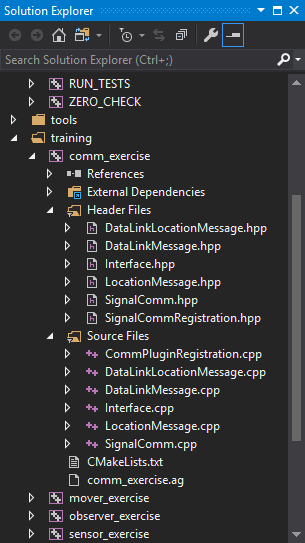 Solution Explorer
Search Solution Explorer (Ctrl+;)
RUN_TESTS
ZERO_CHECK
tools
training
comm_exercise
References
External Dependencies
Header Files
DataLinkLocationMessage.hpp
DataLinkMessage.hpp
Interface.hpp
LocationMessage.hpp
SignalComm.hpp
SignalCommRegistration.hpp
Source Files
CommPluginRegistration.cpp
DataLinkLocationMessage.cpp
DataLinkMessage.cpp
Interface.cpp
LocationMessage.cpp
SignalComm.cpp
CMakeLists.txt
comm_exercise.ag
mover_exercise
observer_exercise
sensor_exercise